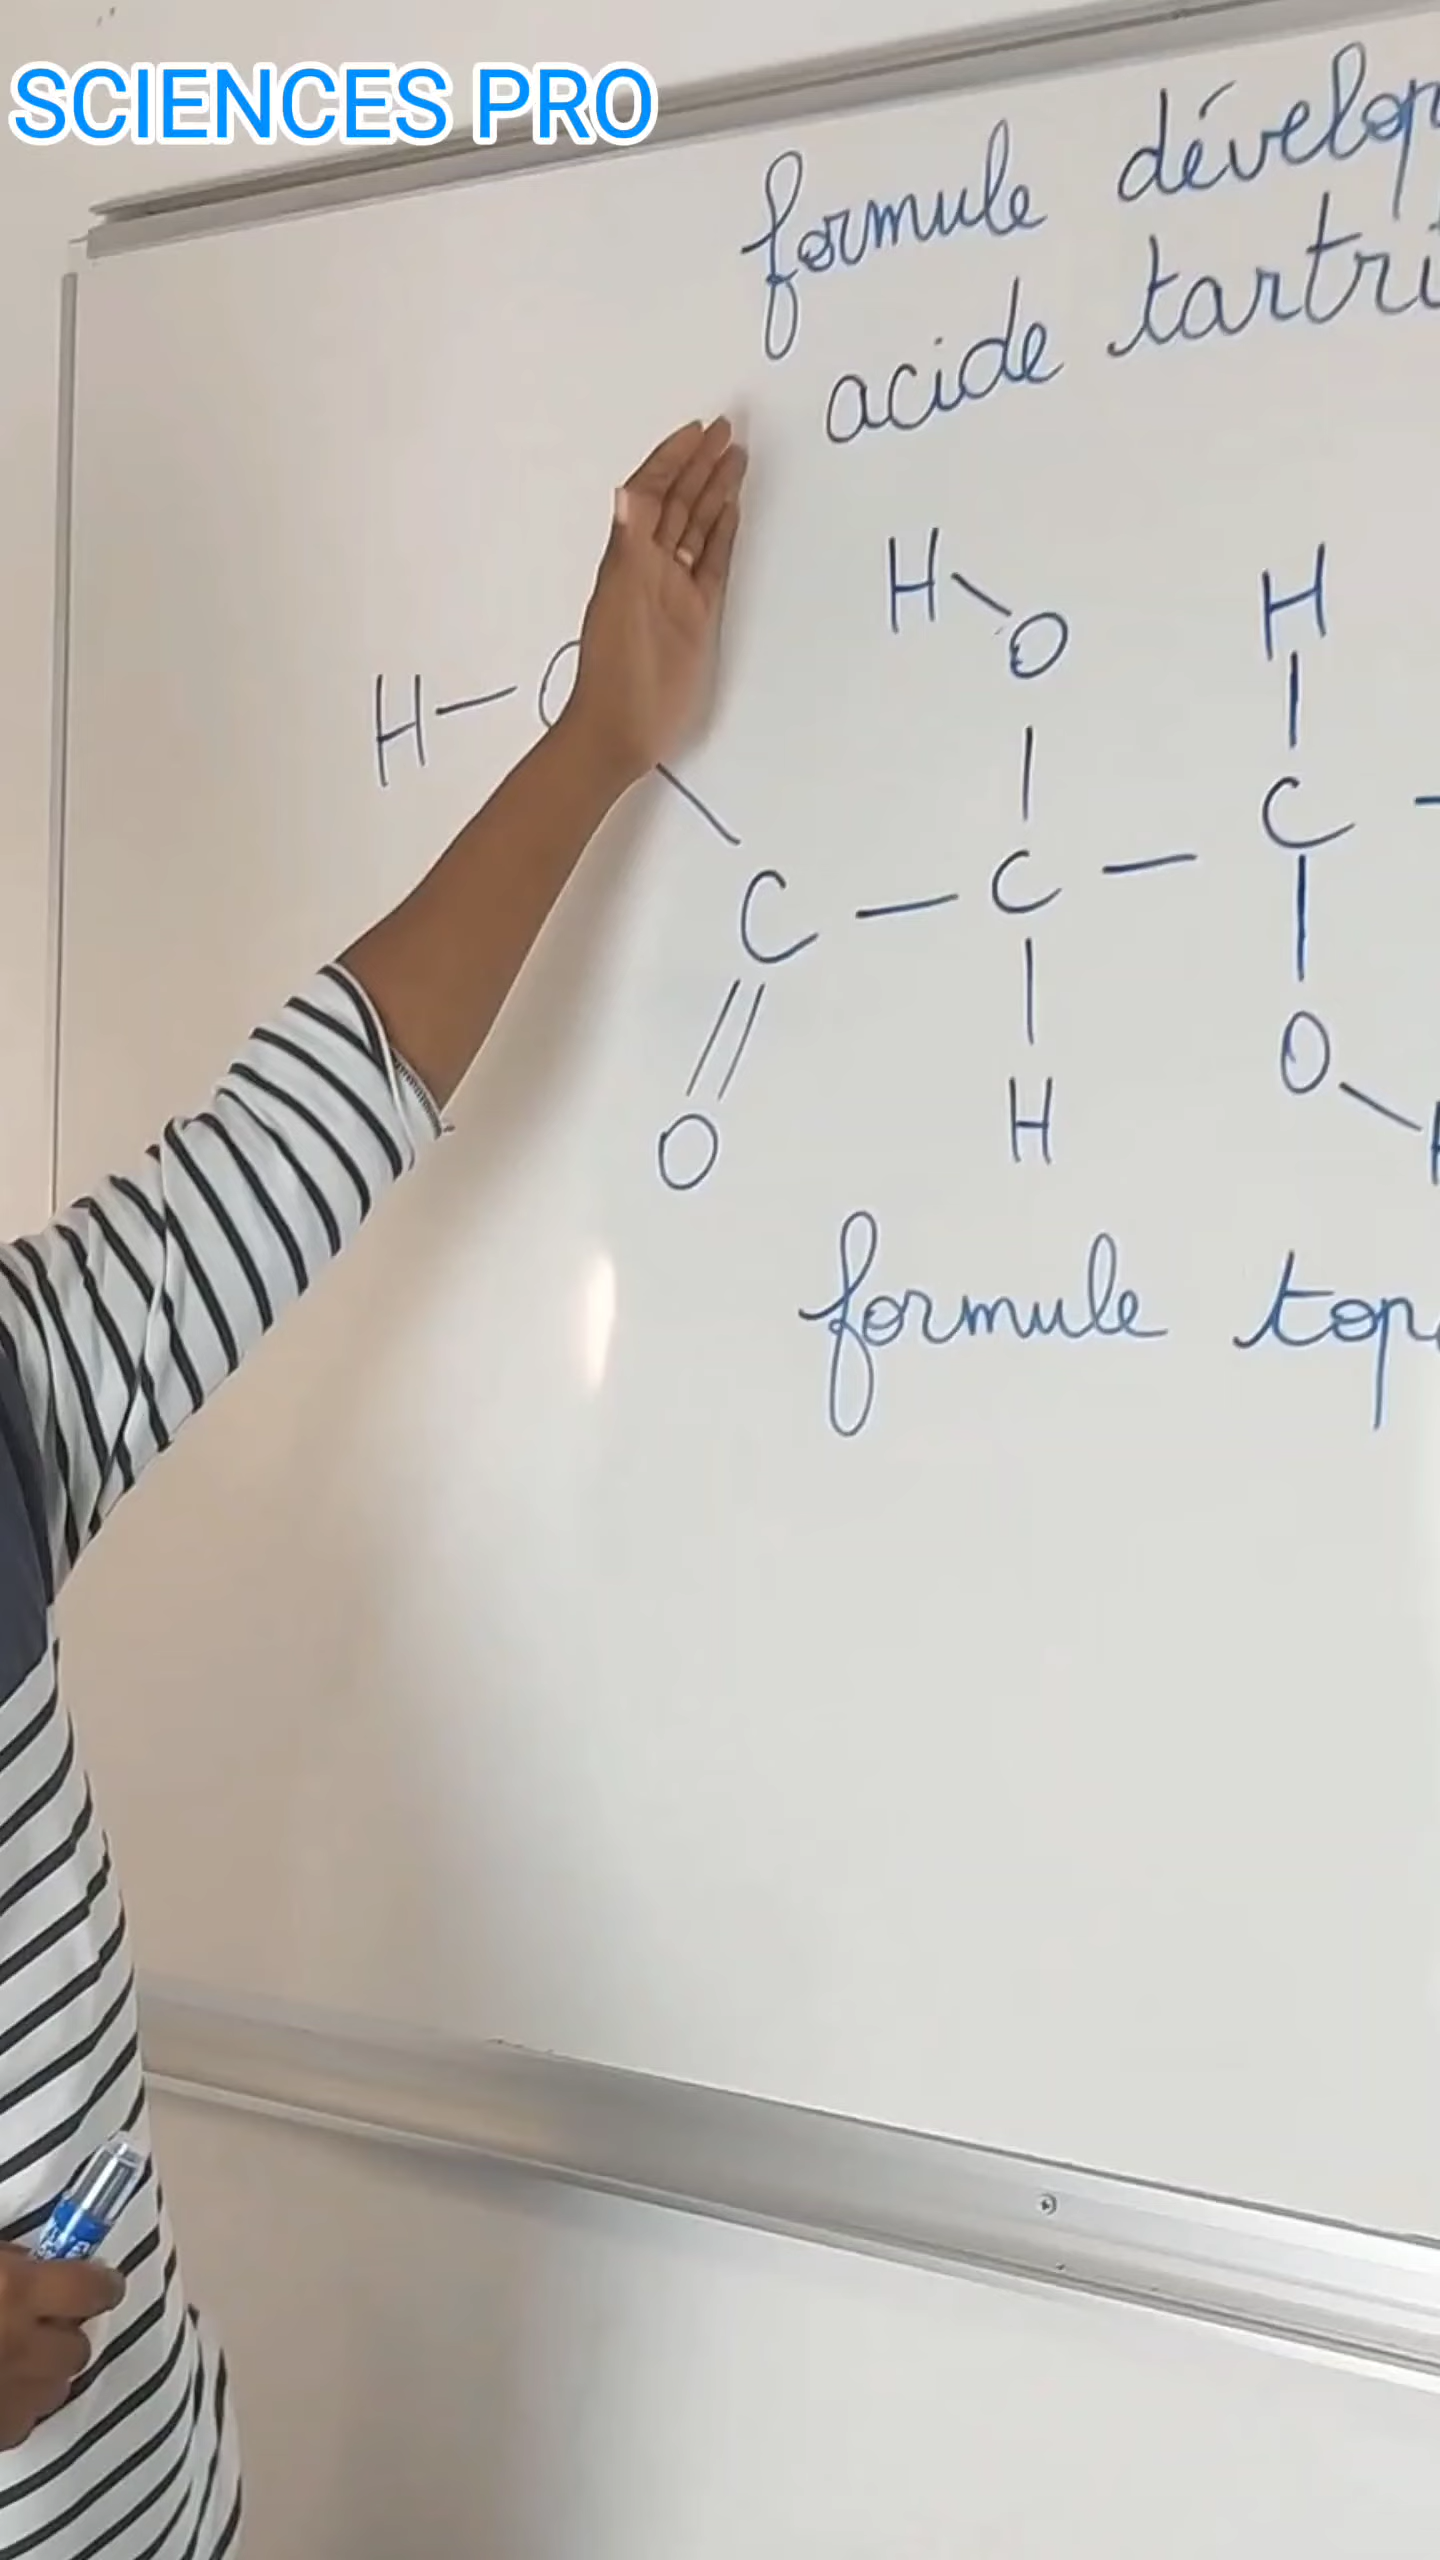 SCIENCES PRO
formule dévelop
acide tartri
H O H
H O C
C C
O H O
formule top